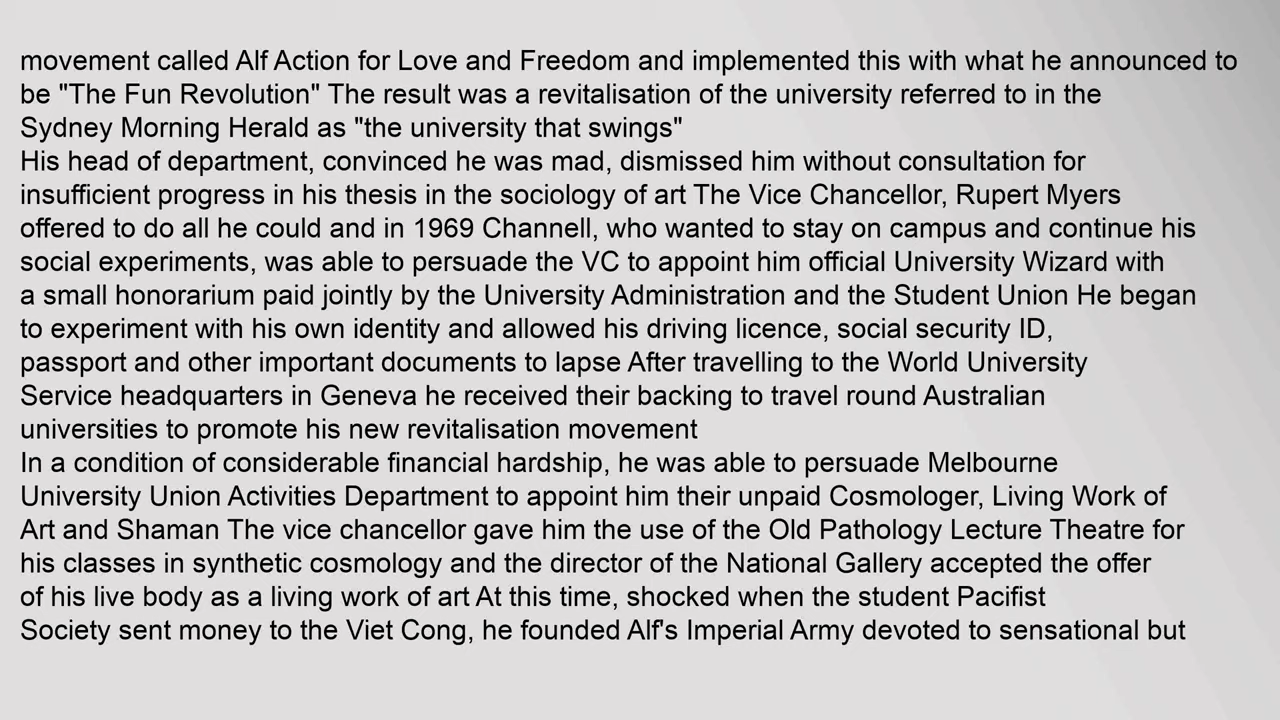 movement called Alf Action for Love and Freedom and implemented this with what he announced to
be "The Fun Revolution" The result was a revitalisation of the university referred to in the
Sydney Morning Herald as "the university that swings"
His head of department, convinced he was mad, dismissed him without consultation for
insufficient progress in his thesis in the sociology of art The Vice Chancellor, Rupert Myers
offered to do all he could and in 1969 Channell, who wanted to stay on campus and continue his
social experiments, was able to persuade the VC to appoint him official University Wizard with
a small honorarium paid jointly by the University Administration and the Student Union He began
to experiment with his own identity and allowed his driving licence, social security ID,
passport and other important documents to lapse After travelling to the World University
Service headquarters in Geneva he received their backing to travel round Australian
universities to promote his new revitalisation movement
In a condition of considerable financial hardship, he was able to persuade Melbourne
University Union Activities Department to appoint him their unpaid Cosmologer, Living Work of
Art and Shaman The vice chancellor gave him the use of the Old Pathology Lecture Theatre for
his classes in synthetic cosmology and the director of the National Gallery accepted the offer
of his live body as a living work of art At this time, shocked when the student Pacifist
Society sent money to the Viet Cong, he founded Alf's Imperial Army devoted to sensational but